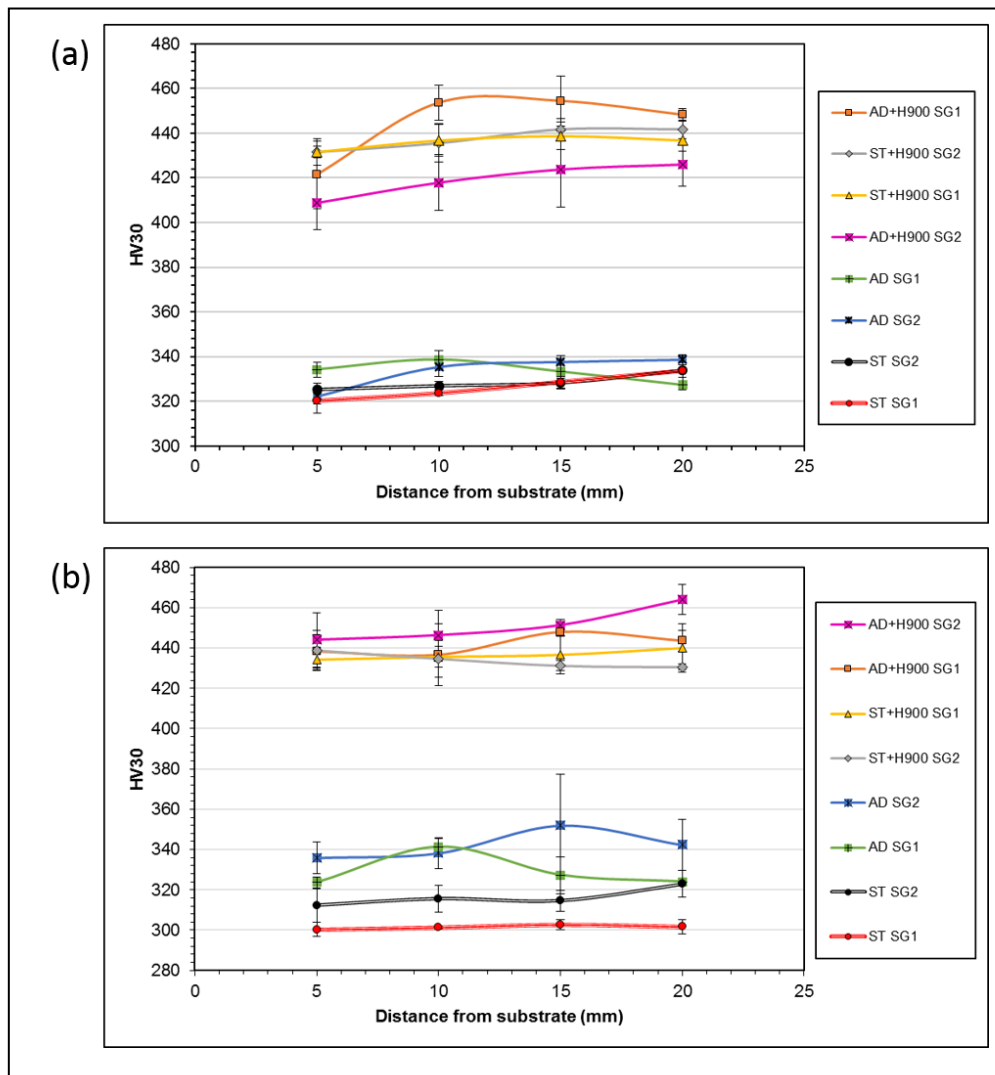 (a)
480
460
440
420
400
380
360
340
320
300
HV30
0 5 10 15 20 25
Distance from substrate (mm)
AD+H900 SG1
ST+H900 SG2
ST+H900 SG1
AD+H900 SG2
AD SG1
AD SG2
ST SG2
ST SG1
(b)
480
460
440
420
400
380
360
340
320
300
280
HV30
0 5 10 15 20 25
Distance from substrate (mm)
AD+H900 SG2
AD+H900 SG1
ST+H900 SG1
ST+H900 SG2
AD SG2
AD SG1
ST SG2
ST SG1